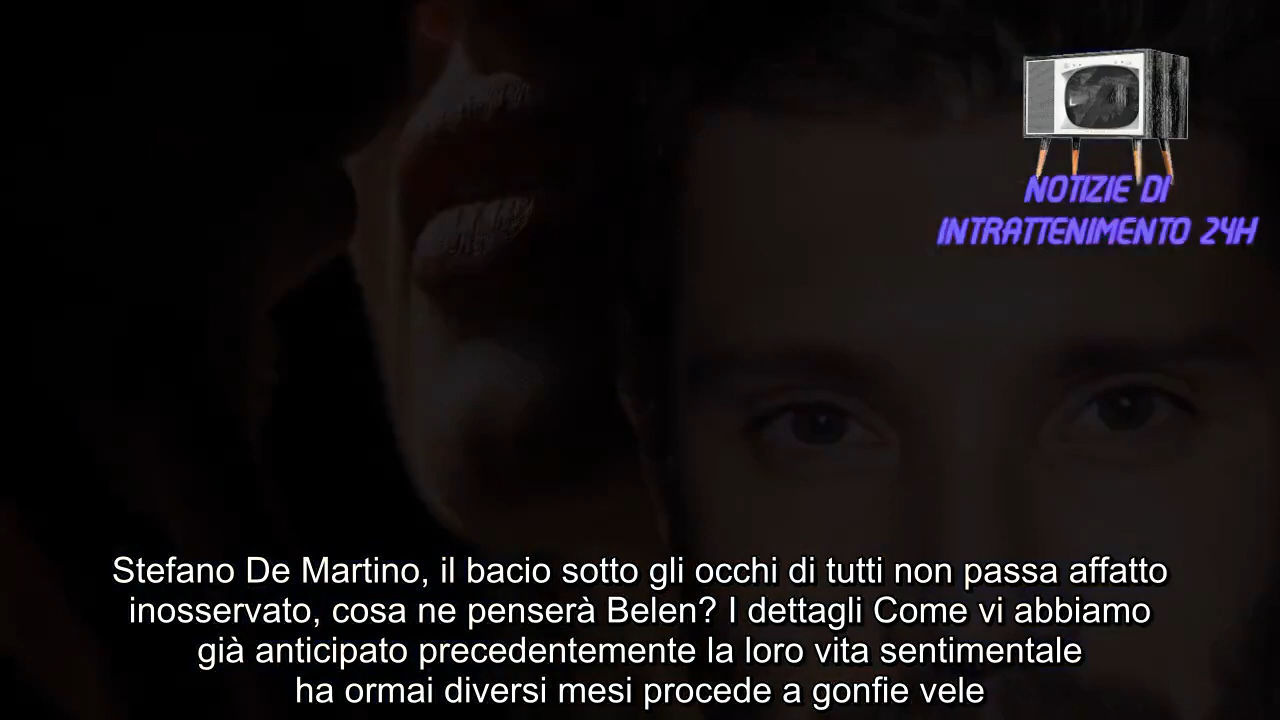 NOTIZIE DI
INTRATTENIMENTO 24H
Stefano De Martino, il bacio sotto gli occhi di tutti non passa affatto
inosservato, cosa ne penserà Belen? I dettagli Come vi abbiamo
già anticipato precedentemente la loro vita sentimentale
ha ormai diversi mesi procede a gonfie vele